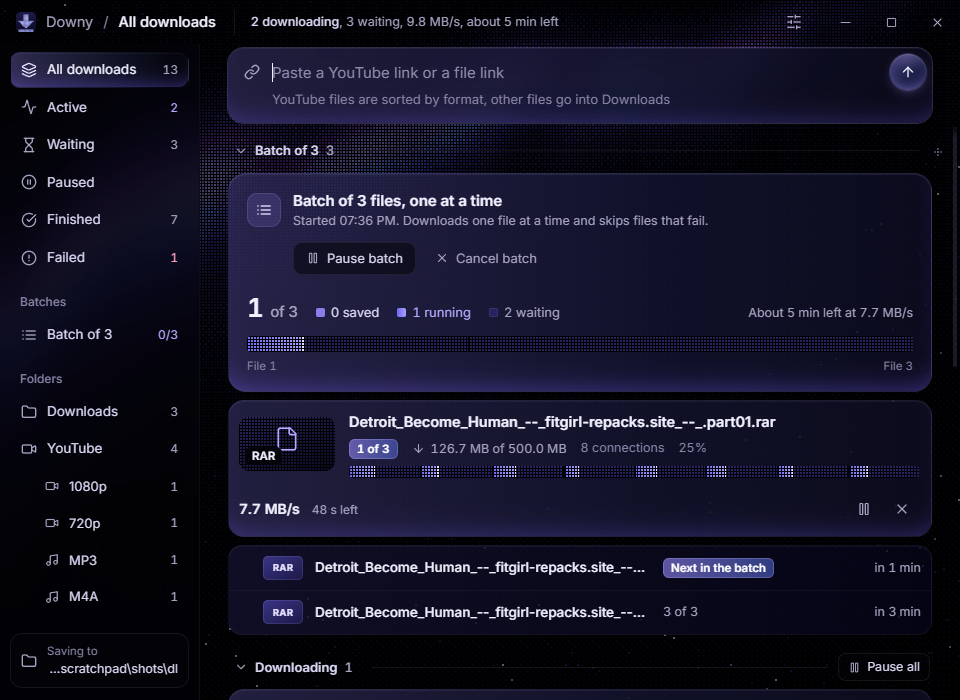 Downy / All downloads
2 downloading, 3 waiting, 9.8 MB/s, about 5 min left
All downloads 13
Active 2
Waiting 3
Paused
Finished 7
Failed 1
Batches
Batch of 3 0/3
Folders
Downloads 3
YouTube 4
1080p 1
720p 1
MP3 1
M4A 1
Saving to
...scratchpad\shots\dl
Paste a YouTube link or a file link
YouTube files are sorted by format, other files go into Downloads
Batch of 3 3
Batch of 3 files, one at a time
Started 07:36 PM. Downloads one file at a time and skips files that fail.
Pause batch Cancel batch
1 of 3 0 saved 1 running 2 waiting About 5 min left at 7.7 MB/s
File 1 File 3
Detroit_Become_Human_--_fitgirl-repacks.site_--_.part01.rar
RAR
1 of 3 126.7 MB of 500.0 MB 8 connections 25%
7.7 MB/s 48 s left
RAR Detroit_Become_Human_--_fitgirl-repacks.site_--... Next in the batch in 1 min
RAR Detroit_Become_Human_--_fitgirl-repacks.site_--... 3 of 3 in 3 min
Downloading 1 Pause all